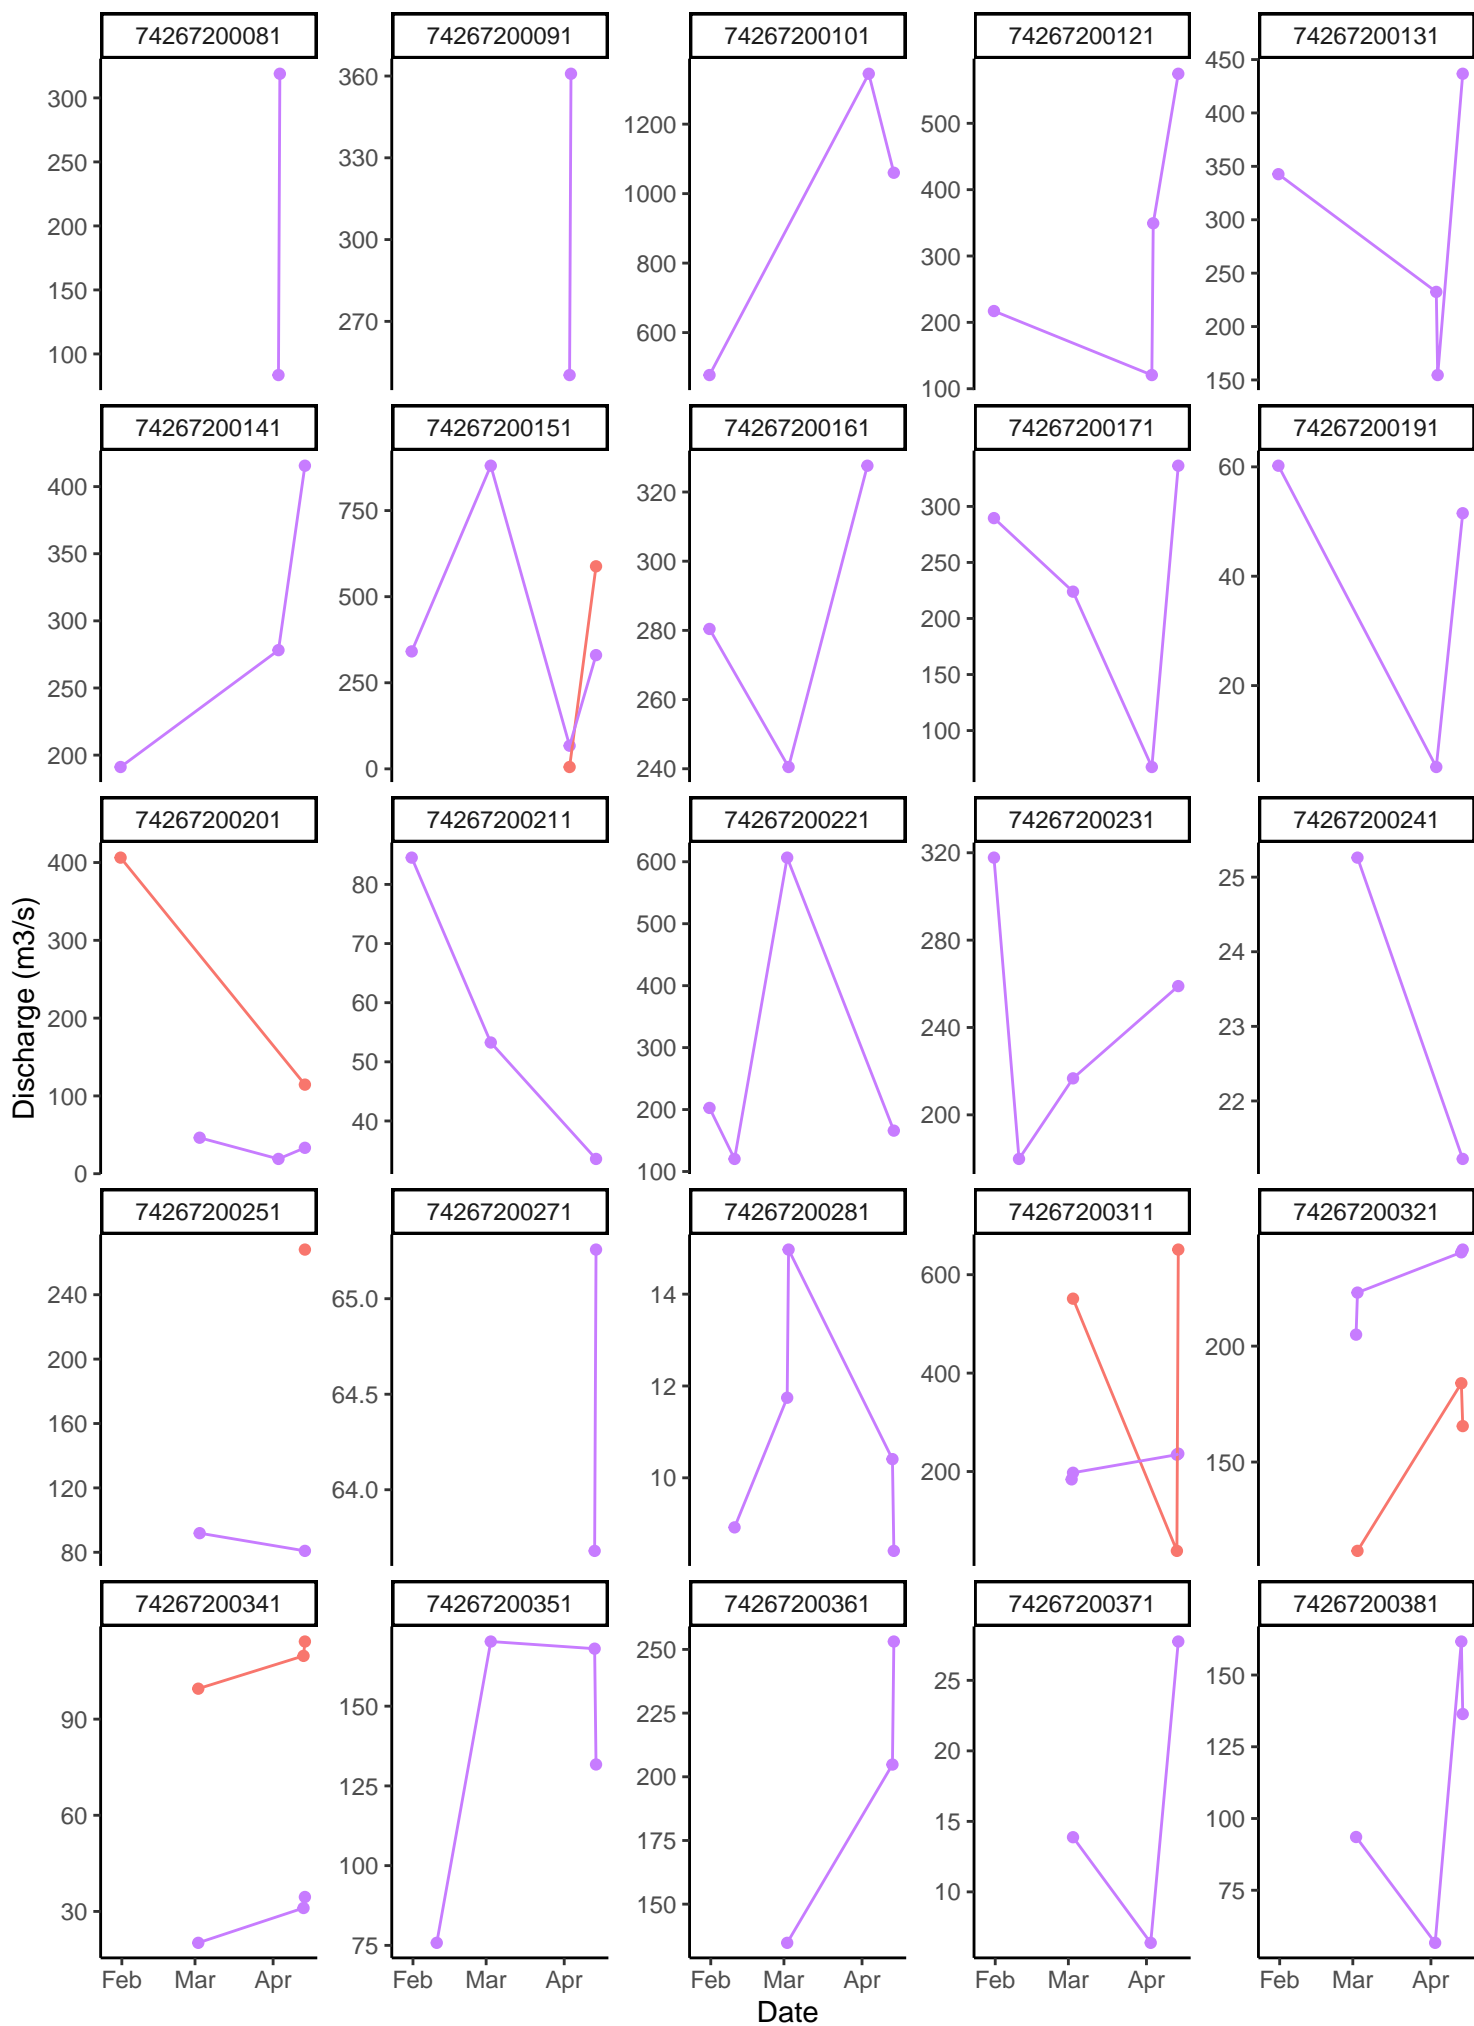 74267200081 74267200091 74267200101 74267200121 74267200131
300 250 200 150 100
360 330 300 270
1200 1000 800 600
500 400 300 200 100
450 400 350 300 250 200 150
74267200141 74267200151 74267200161 74267200171 74267200191
400 350 300 250 200
750 500 250 0
320 300 280 260 240
300 250 200 150 100
60 40 20
74267200201 74267200211 74267200221 74267200231 74267200241
400 300 200 100 0
80 70 60 50 40
600 500 400 300 200 100
320 280 240 200
25 24 23 22
Discharge (m3/s)
74267200251 74267200271 74267200281 74267200311 74267200321
240 200 160 120 80
65.0 64.5 64.0
14 12 10
600 400 200
200 150
74267200341 74267200351 74267200361 74267200371 74267200381
90 60 30
150 125 100 75
250 225 200 175 150
25 20 15 10
150 125 100 75
Feb Mar Apr Feb Mar Apr Feb Mar Apr Feb Mar Apr Feb Mar Apr
Date